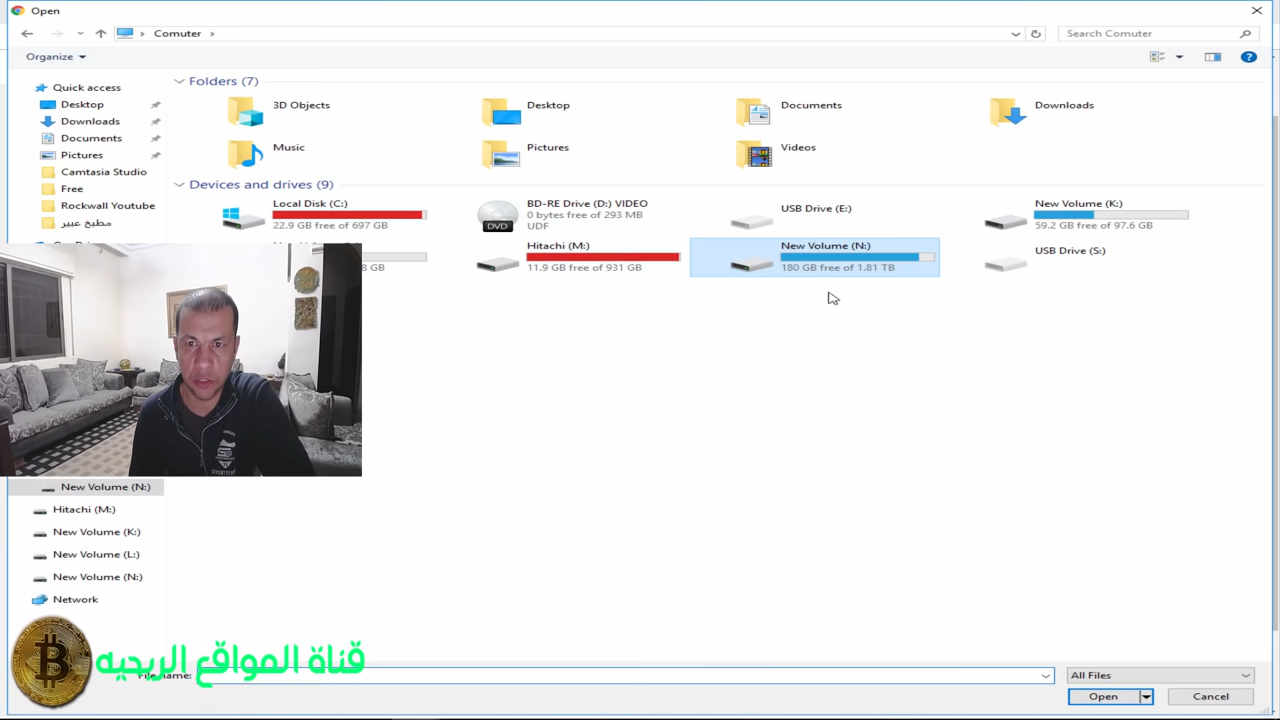 Open
Comuter
Search Comuter
Organize
Quick access
Desktop
Downloads
Documents
Pictures
Camtasia Studio
Free
Rockwall Youtube
مطبخ عبير
Folders (7)
3D Objects
Desktop
Documents
Downloads
Music
Pictures
Videos
Devices and drives (9)
Local Disk (C:)
22.9 GB free of 697 GB
BD-RE Drive (D:) VIDEO
0 bytes free of 293 MB
UDF
DVD
USB Drive (E:)
New Volume (K:)
59.2 GB free of 97.6 GB
8 GB
Hitachi (M:)
11.9 GB free of 931 GB
New Volume (N:)
180 GB free of 1.81 TB
USB Drive (S:)
New Volume (N:)
Hitachi (M:)
New Volume (K:)
New Volume (L:)
New Volume (N:)
Network
قناة المواقع الربحيه
name:
All Files
Open
Cancel